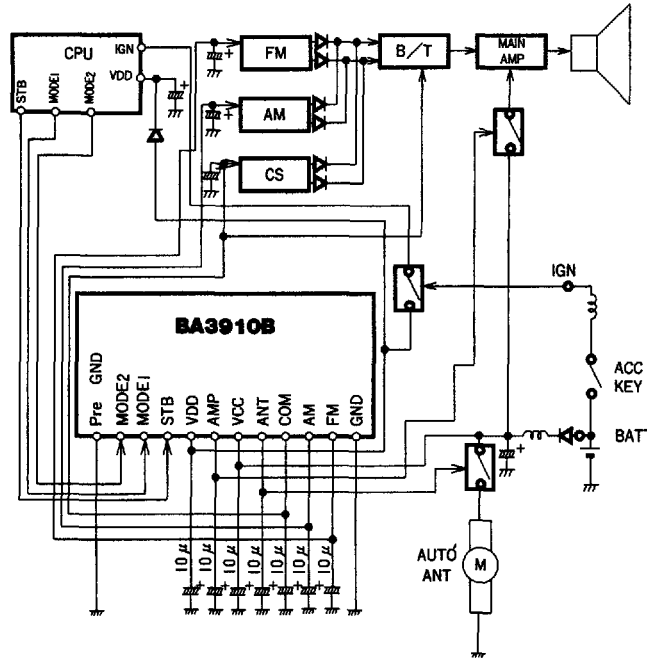 CPU
IGN
VDD
STB
MODE1
MODE2
+
FM
+
AM
+
CS
+
B/T
MAIN
AMP
IGN
ACC
KEY
BATT
+
BA3910B
Pre GND
MODE2
MODE1
STB
VDD
AMP
VCC
ANT
COM
AM
FM
GND
10μ
10μ
10μ
10μ
10μ
10μ
10μ
+
+
+
+
+
+
+
AUTO
ANT
M